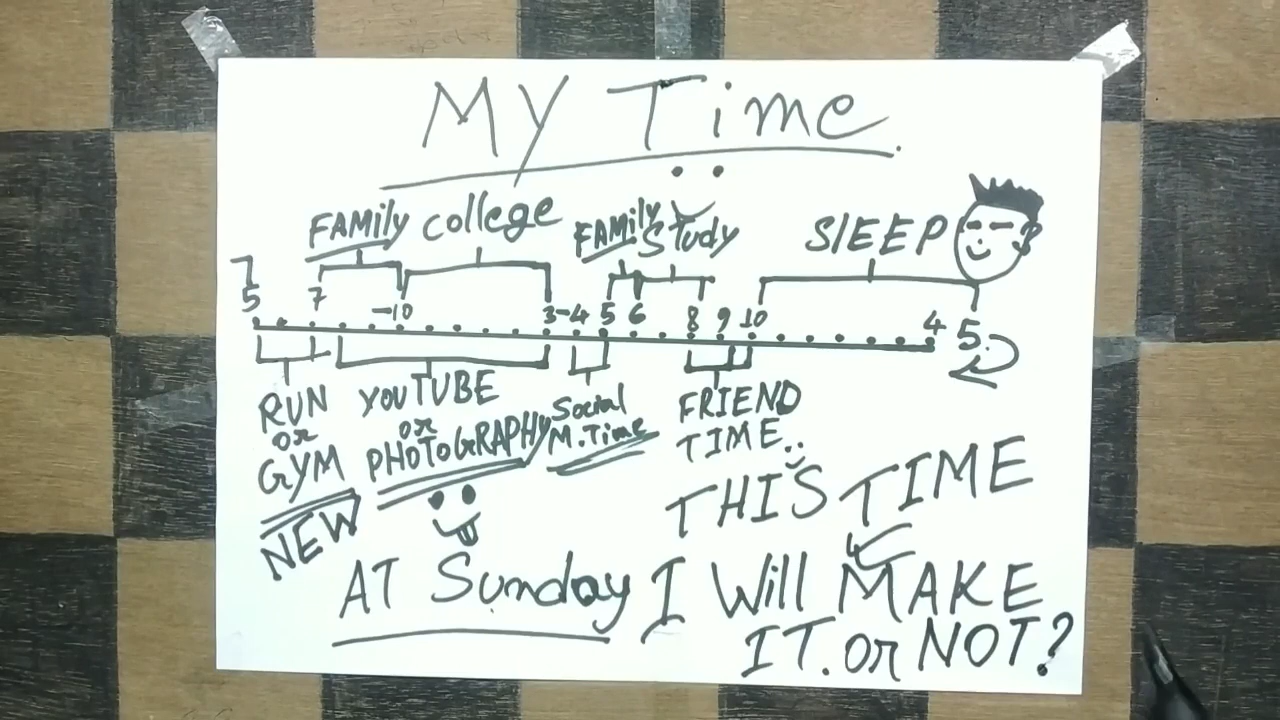 MY Time.
FAMily college FAMily Study SlEEP
5 7 -10 3-4 5 6 8 9 10 4 5
RUN or GYM
NEW
YOUTUBE or PHOTOGRAPHY
Social M.Time
FRIEND TIME..
AT Sunday
THIS TIME
I Will MAKE
IT. or NOT?